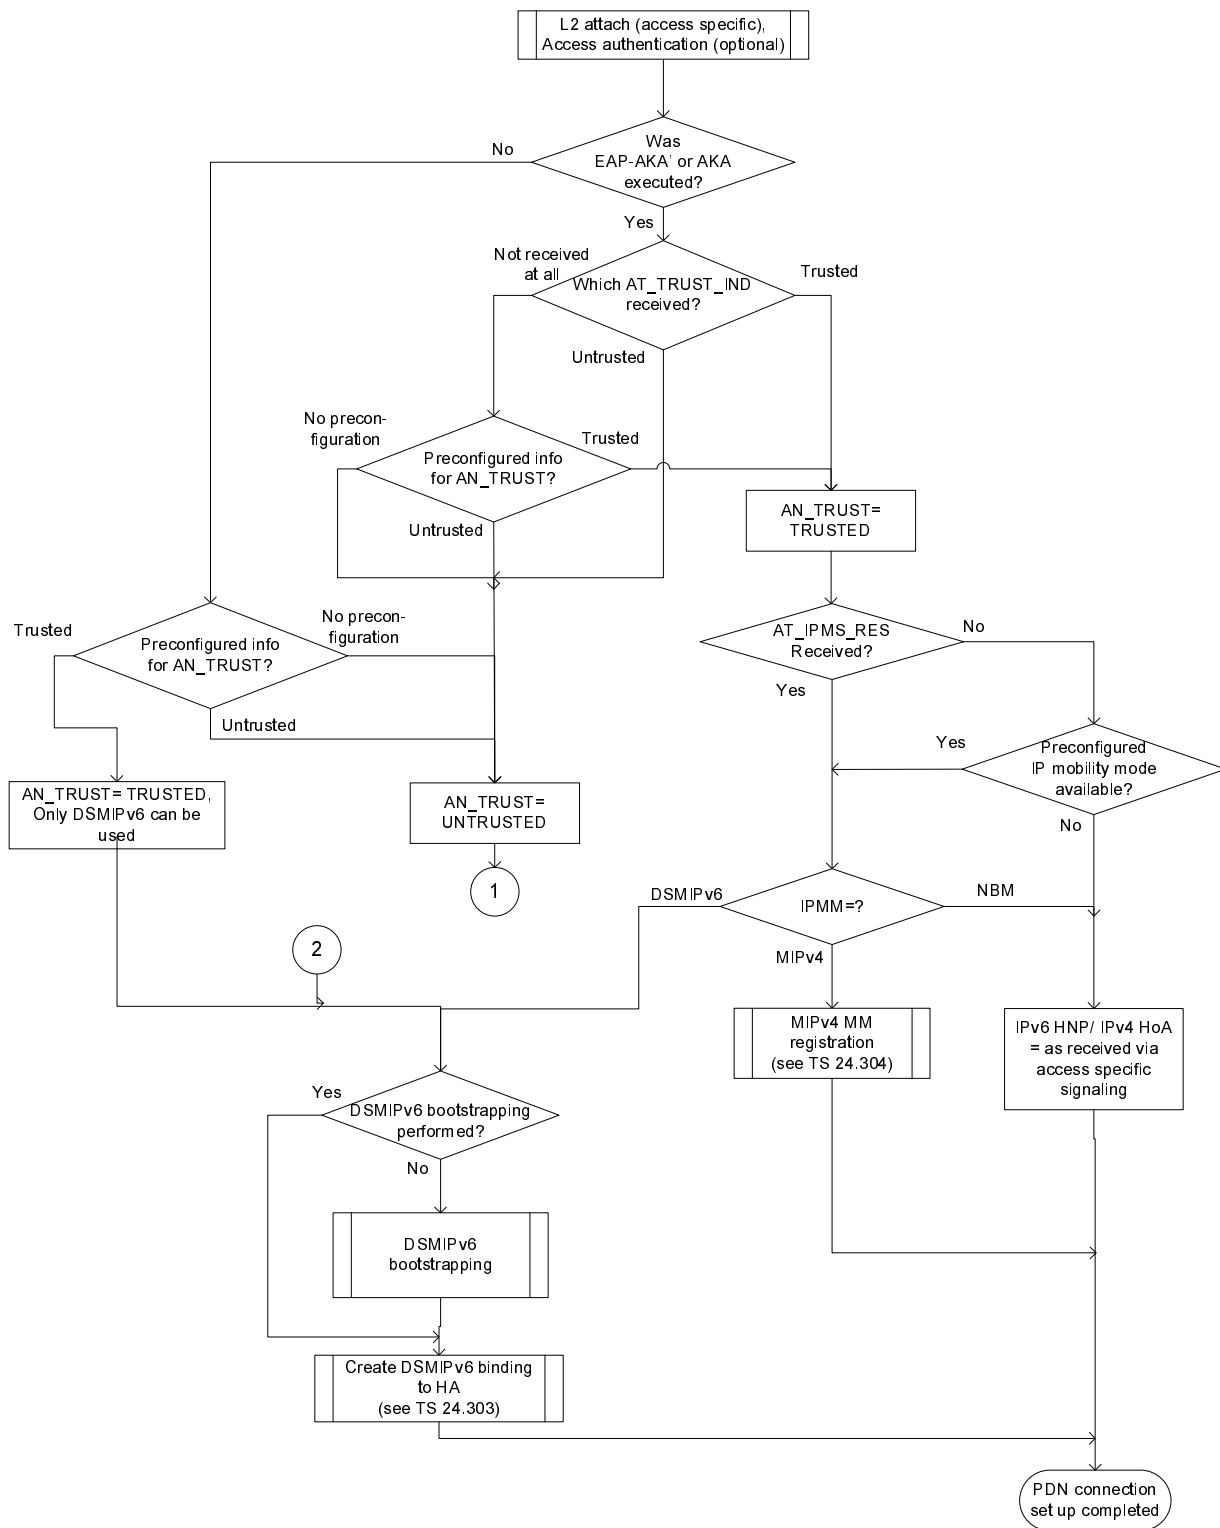 L2 attach (access specific),
Access authentication (optional)
Was
EAP-AKA' or AKA
executed?
No
Yes
Not received
at all
Which AT_TRUST_IND
received?
Trusted
Untrusted
No precon-
figuration
Preconfigured info
for AN_TRUST?
Trusted
Untrusted
AN_TRUST=
TRUSTED
Trusted
Preconfigured info
for AN_TRUST?
No precon-
figuration
Untrusted
AT_IPMS_RES
Received?
No
Yes
Yes
Preconfigured
IP mobility mode
available?
No
AN_TRUST= TRUSTED,
Only DSMIPv6 can be
used
AN_TRUST=
UNTRUSTED
1
DSMIPv6
IPMM=?
NBM
MIPv4
2
MIPv4 MM
registration
(see TS 24.304)
IPv6 HNP/ IPv4 HoA
= as received via
access specific
signaling
Yes
DSMIPv6 bootstrapping
performed?
No
DSMIPv6
bootstrapping
Create DSMIPv6 binding
to HA
(see TS 24.303)
PDN connection
set up completed